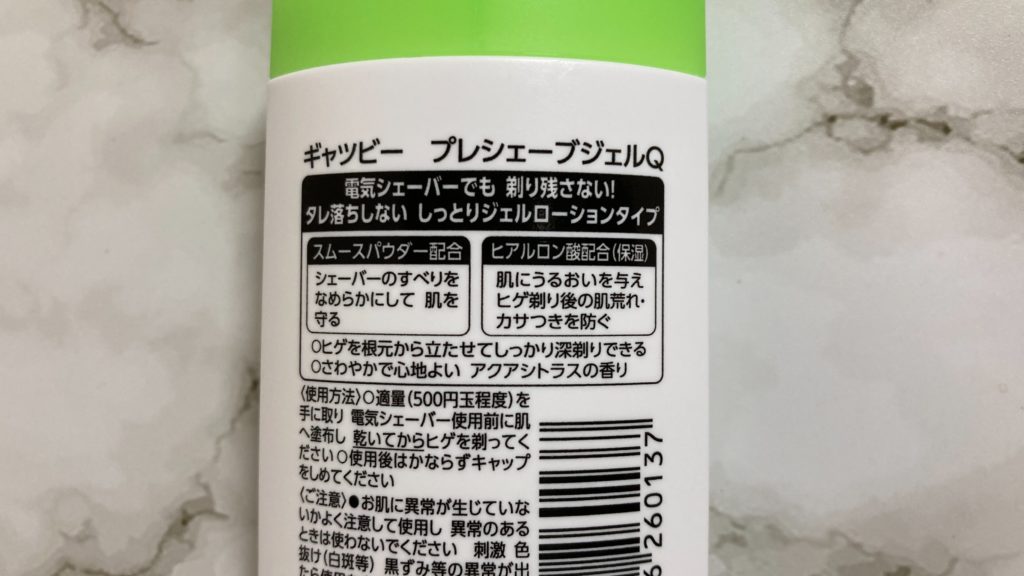 ギャツビー プレシェーブジェルQ
電気シェーバーでも 剃り残さない!
タレ落ちしない しっとりジェルローションタイプ
スムースパウダー配合
シェーバーのすべりを
なめらかにして 肌を
守る
ヒアルロン酸配合(保湿)
肌にうるおいを与え
ヒゲ剃り後の肌荒れ・
カサつきを防ぐ
○ヒゲを根元から立たせてしっかり深剃りできる
○さわやかで心地よい アクアシトラスの香り
〈使用方法〉○適量(500円玉程度)を
手に取り 電気シェーバー使用前に肌
へ塗布し 乾いてからヒゲを剃ってく
ださい ○使用後はかならずキャップ
をしめてください
〈ご注意〉●お肌に異常が生じていな
いかよく注意して使用し 異常のある
ときは使わないでください 刺激 色
抜け(白斑等) 黒ずみ等の異常が出
たら使用
6 260137